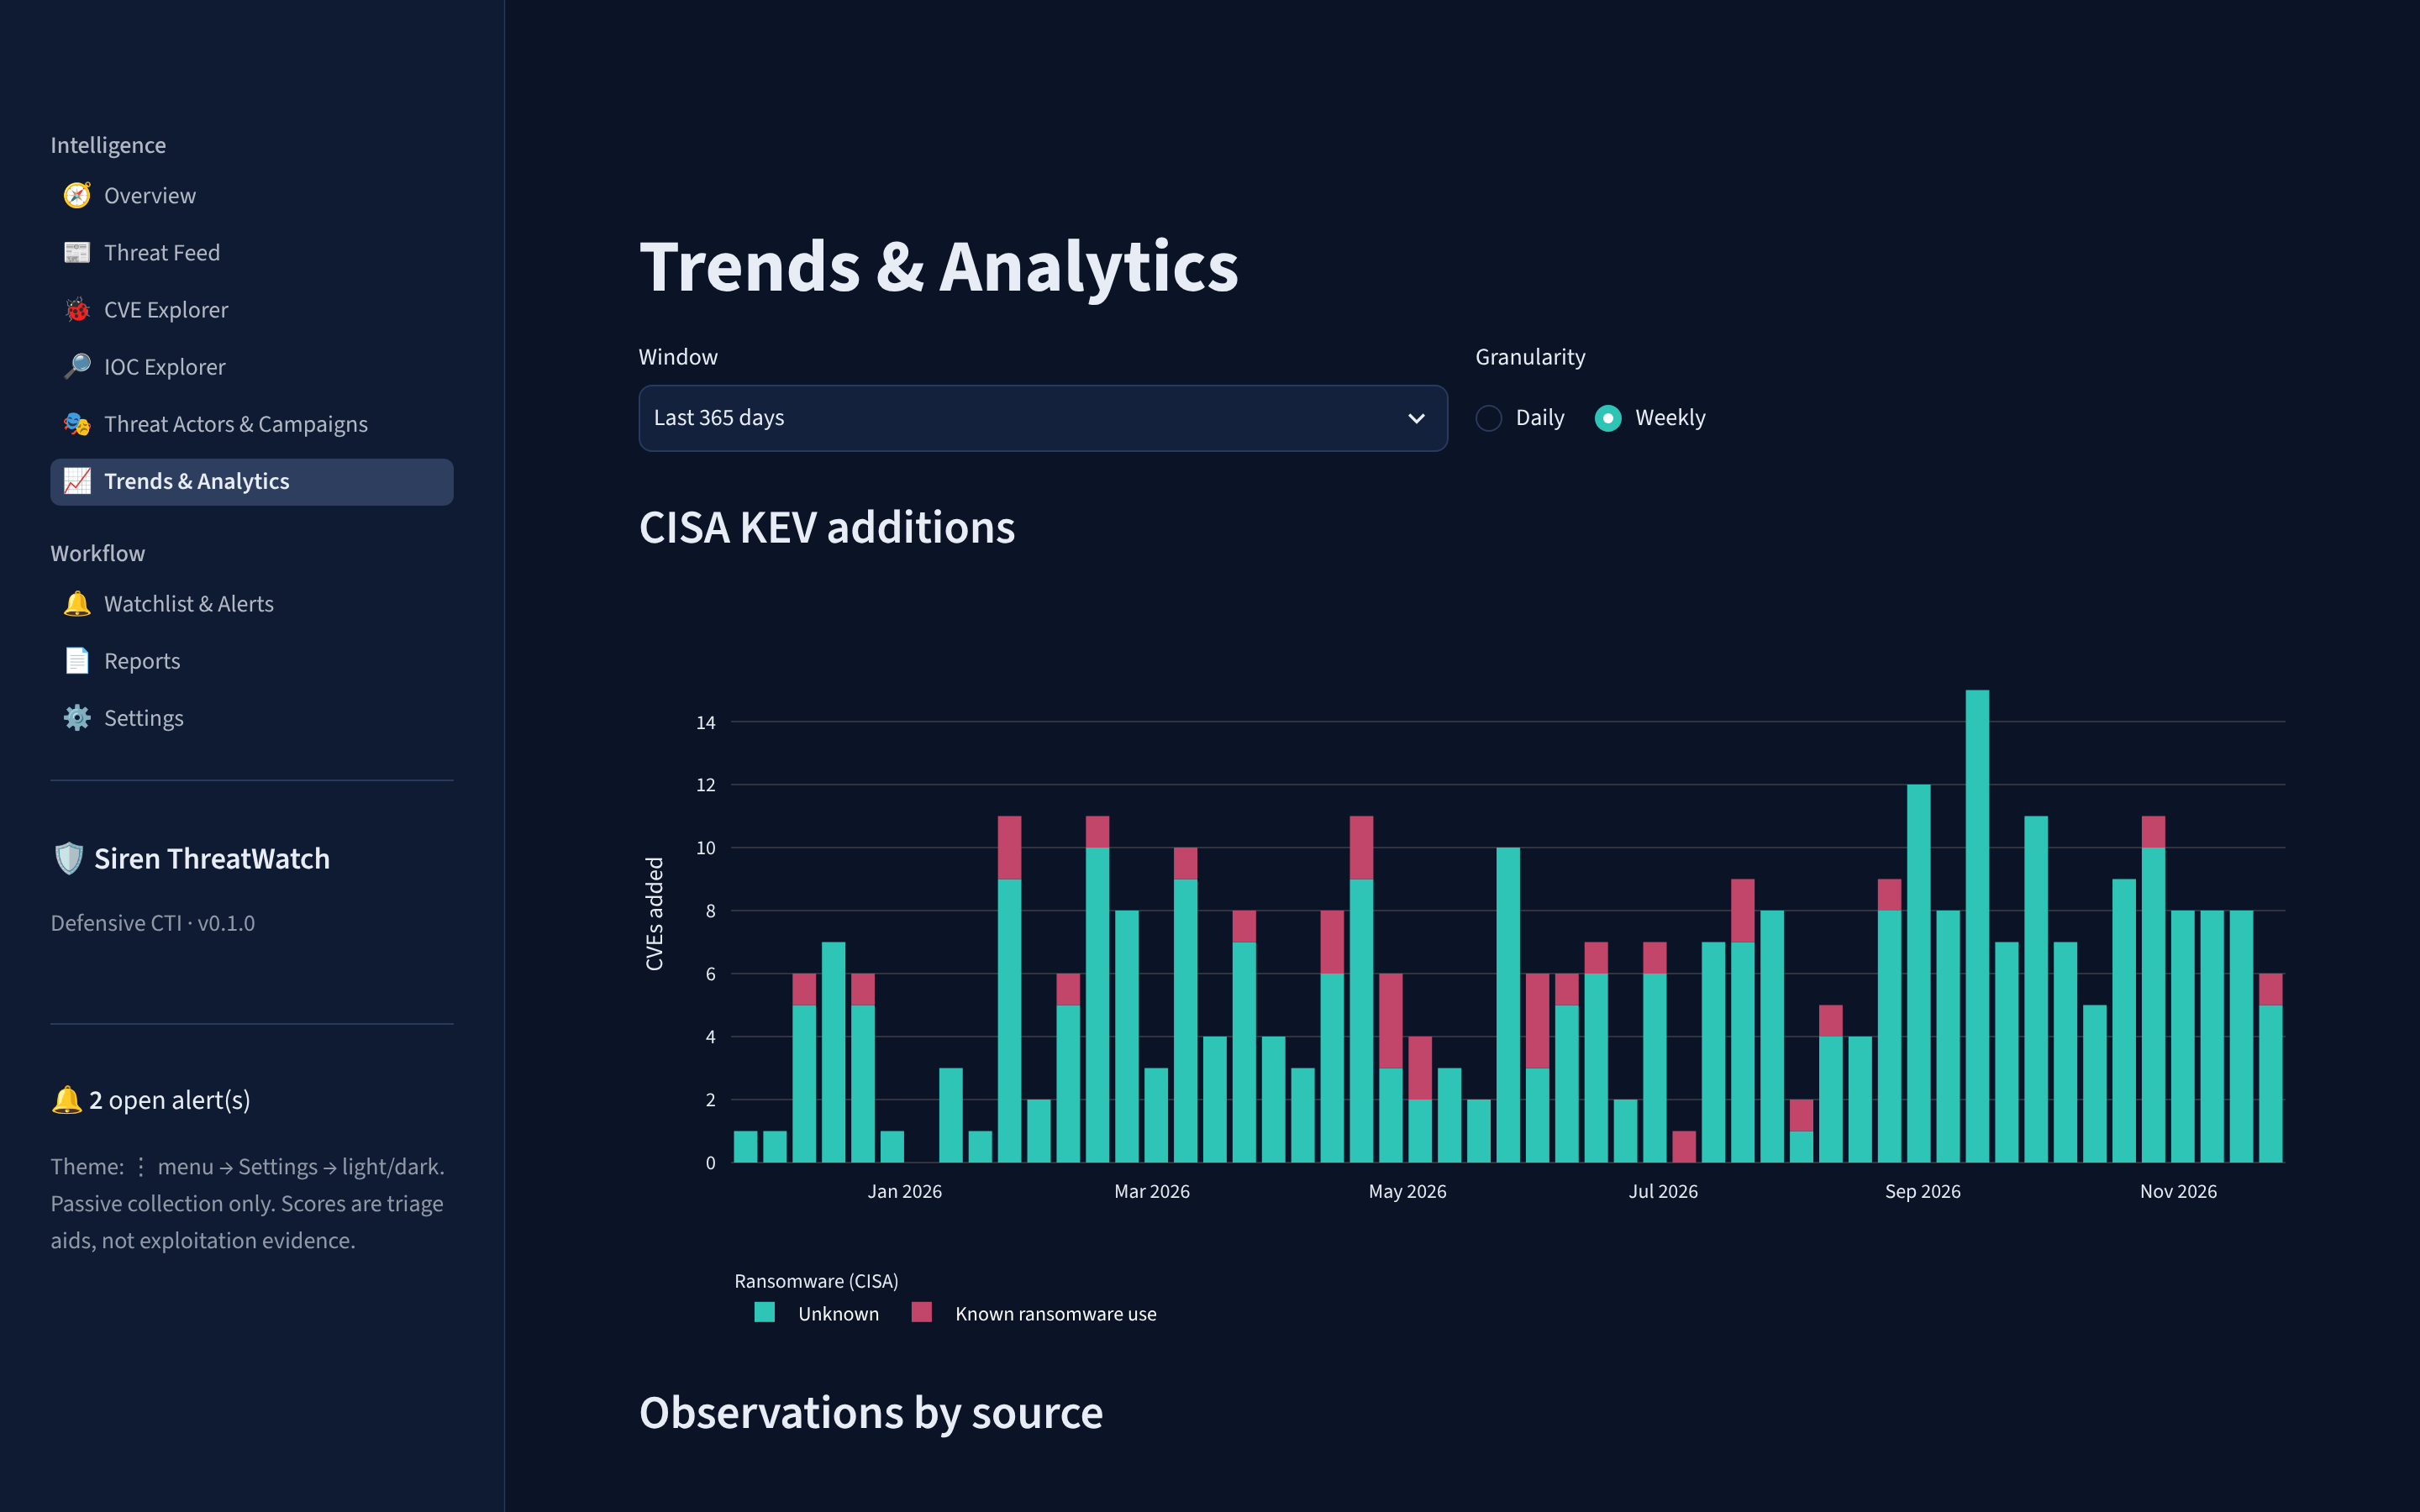 Intelligence
Overview
Threat Feed
CVE Explorer
IOC Explorer
Threat Actors & Campaigns
Trends & Analytics
Workflow
Watchlist & Alerts
Reports
Settings
Siren ThreatWatch
Defensive CTI · v0.1.0
2 open alert(s)
Theme: ⋮ menu → Settings → light/dark.
Passive collection only. Scores are triage
aids, not exploitation evidence.
Trends & Analytics
Window
Granularity
Last 365 days
Daily
Weekly
CISA KEV additions
CVEs added
14
12
10
8
6
4
2
0
Jan 2026
Mar 2026
May 2026
Jul 2026
Sep 2026
Nov 2026
Ransomware (CISA)
Unknown
Known ransomware use
Observations by source